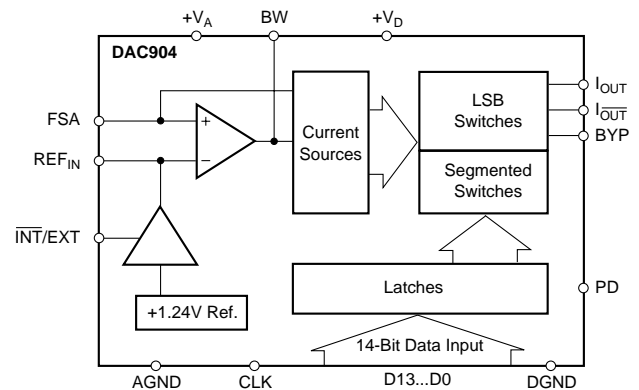 +V_A BW +V_D
DAC904
FSA
REF_IN
I̅N̅T̅/EXT
+
−
Current
Sources
LSB
Switches
Segmented
Switches
I_OUT
I_O̅U̅T̅
BYP
+1.24V Ref.
Latches
PD
14-Bit Data Input
AGND CLK D13...D0 DGND